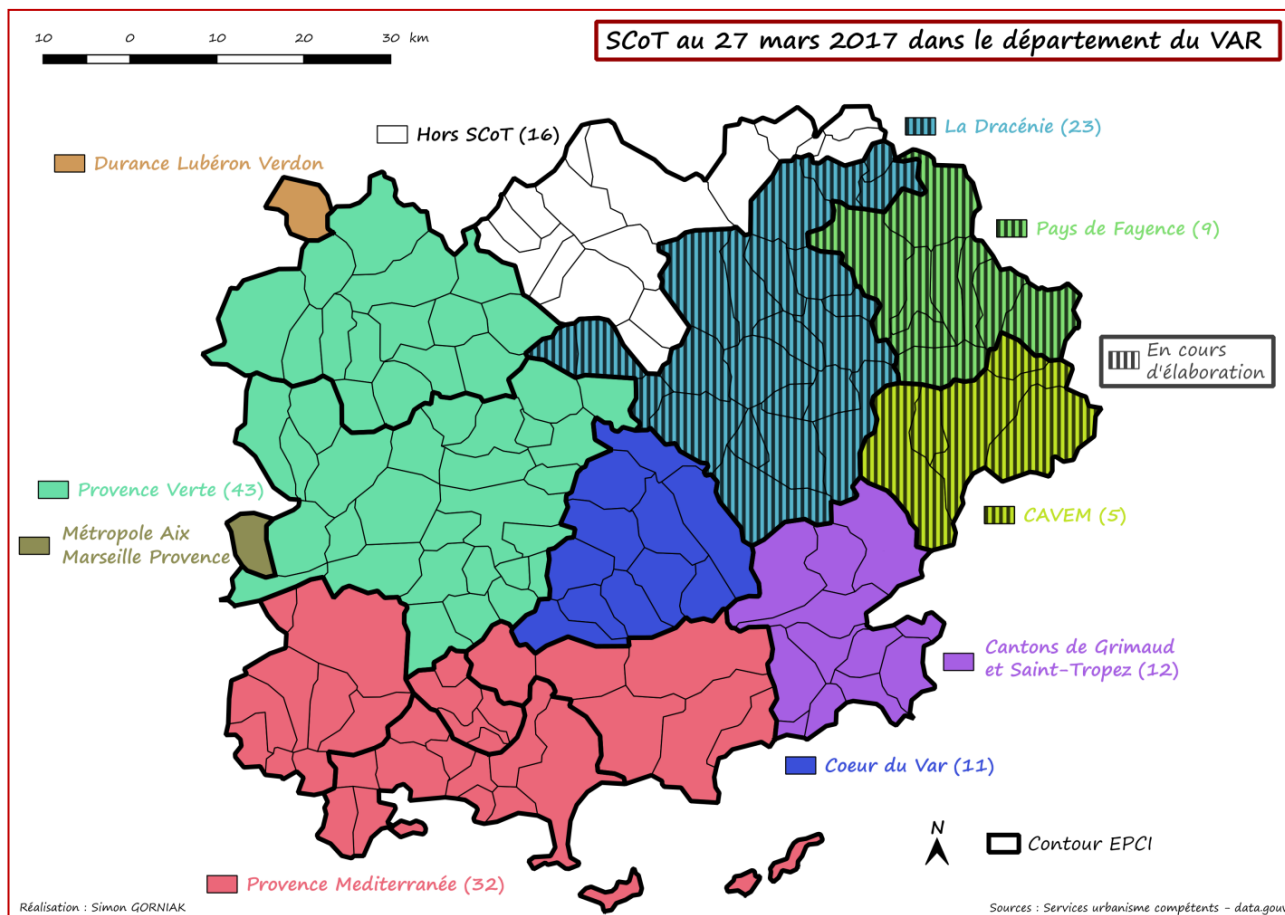 SCoT au 27 mars 2017 dans le département du VAR
10 0 10 20 30 km
Hors SCoT (16)
La Dracénie (23)
Durance Lubéron Verdon
Pays de Fayence (9)
En cours
d'élaboration
Provence Verte (43)
CAVEM (5)
Métropole Aix
Marseille Provence
Cantons de Grimaud
et Saint-Tropez (12)
Coeur du Var (11)
N
Contour EPCI
Provence Mediterranée (32)
Réalisation : Simon GORNIAK
Sources : Services urbanisme compétents - data.gouv